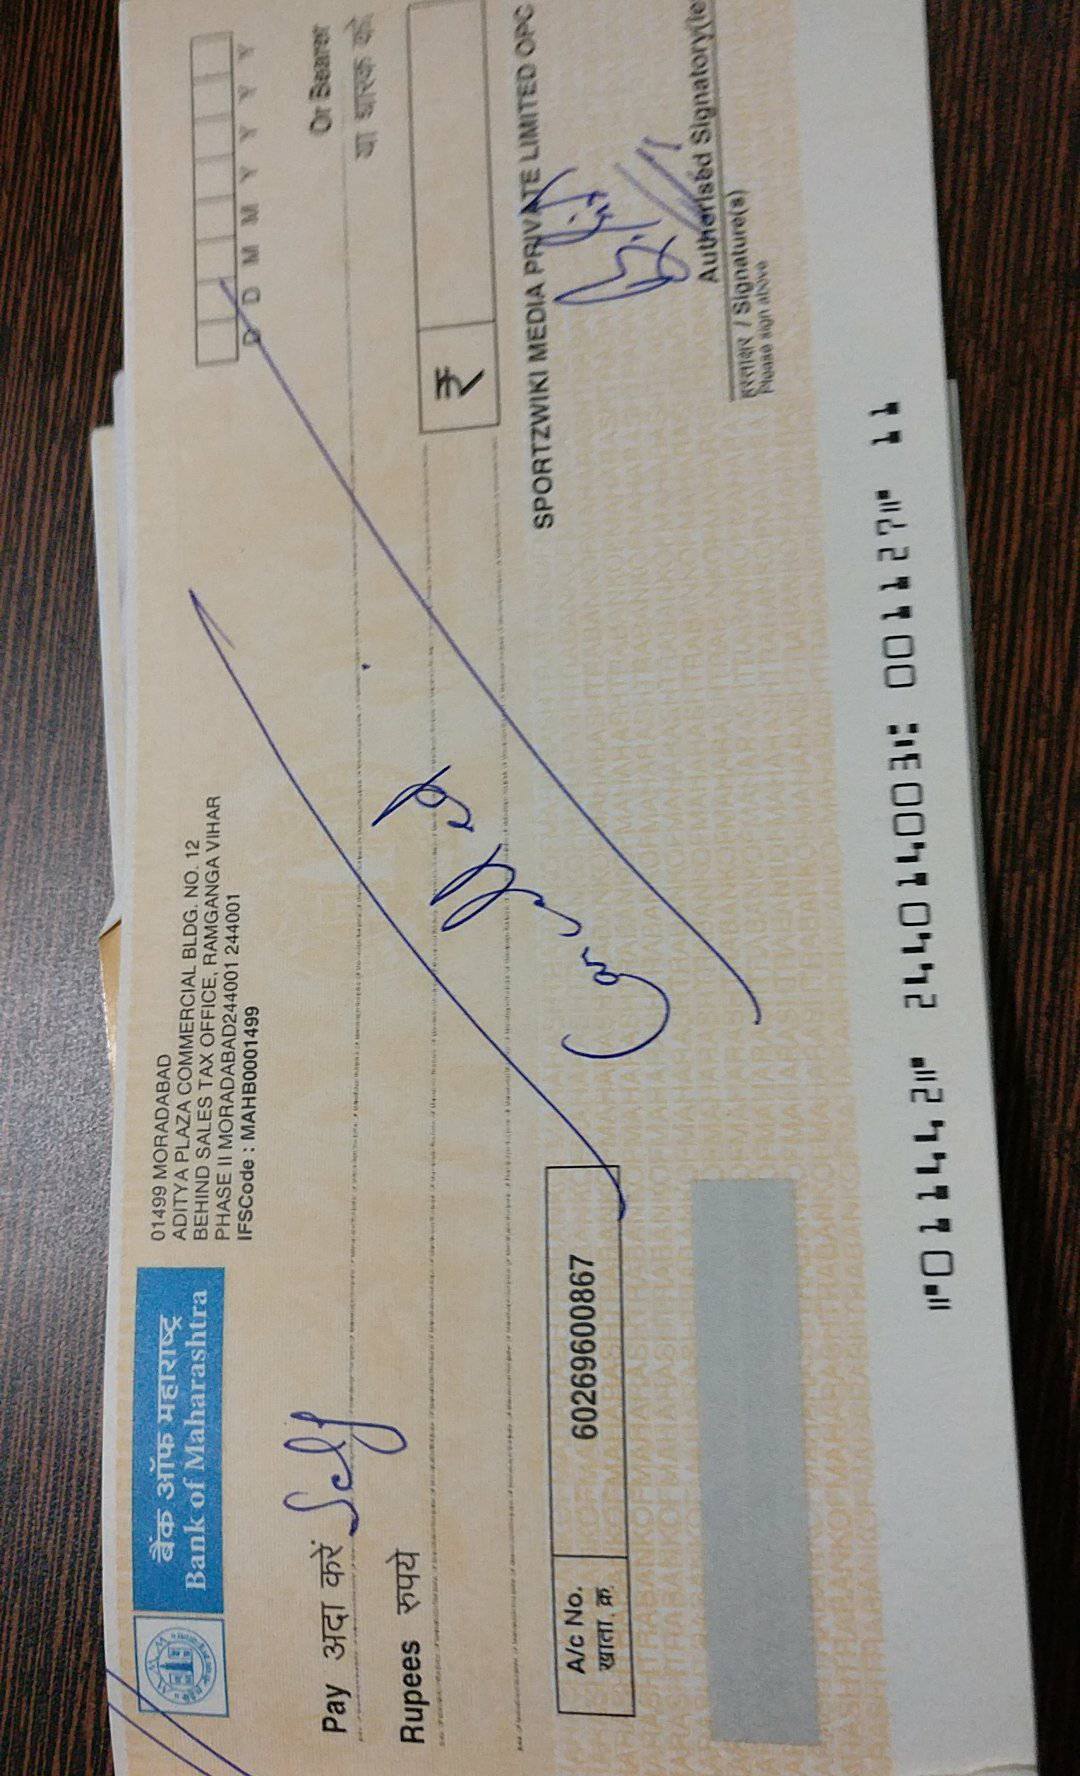 बैंक ऑफ महाराष्ट्र
Bank of Maharashtra
01499 MORADABAD
ADITYA PLAZA COMMERCIAL BLDG. NO. 12
BEHIND SALES TAX OFFICE, RAMGANGA VIHAR
PHASE II MORADABAD244001 244001
IFSCode : MAHB0001499
D D M M Y Y Y Y
Pay अदा करें Self
Or Bearer
या धारक को
Rupees रुपये
₹
Cancelled
A/c No.
खाता. क्र.
60269600867
SPORTZWIKI MEDIA PRIVATE LIMITED OPC
Authorised Signatory(ie
हस्ताक्षर / Signature(s)
Please sign above
⑈011442⑈ 244014003⑆ 001127⑈ 11